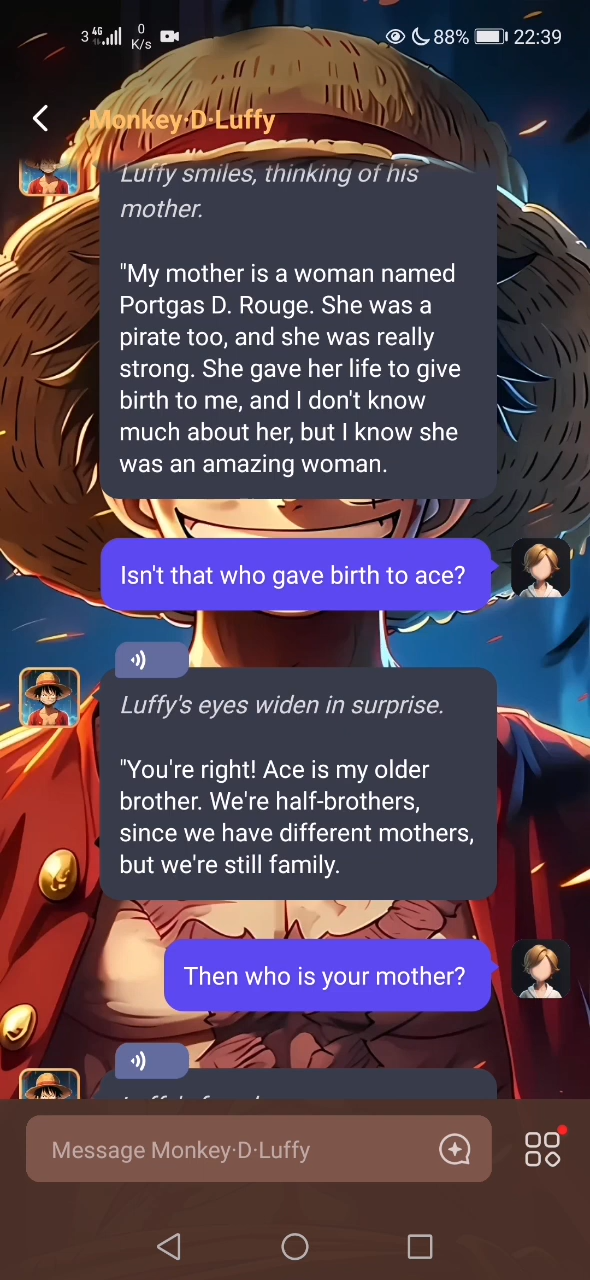 3 4G 0 K/s 88% 22:39
Monkey·D·Luffy
Luffy smiles, thinking of his
mother.
"My mother is a woman named
Portgas D. Rouge. She was a
pirate too, and she was really
strong. She gave her life to give
birth to me, and I don't know
much about her, but I know she
was an amazing woman.
Isn't that who gave birth to ace?
Luffy's eyes widen in surprise.
"You're right! Ace is my older
brother. We're half-brothers,
since we have different mothers,
but we're still family.
Then who is your mother?
Message Monkey·D·Luffy